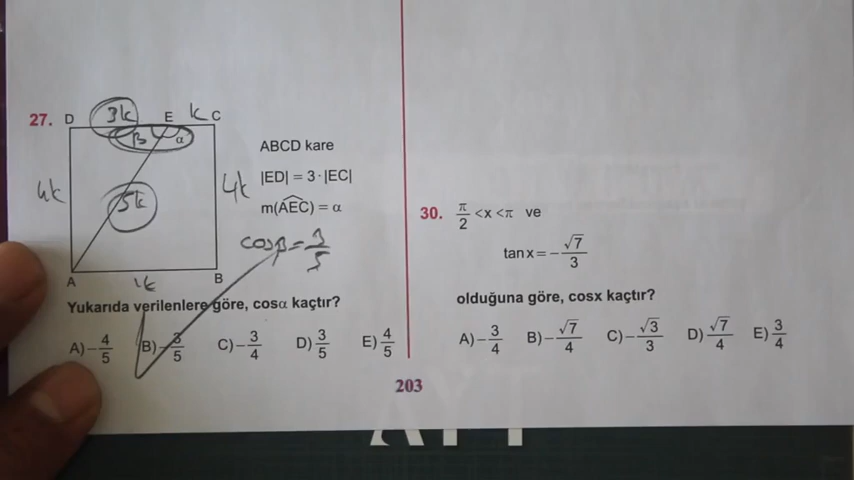 27. D 3k E k C
β α
4k 5k 4k
A 4k B
ABCD kare
|ED| = 3·|EC|
m(AEC) = α
cosβ = 3/5
Yukarıda verilenlere göre, cosα kaçtır?
A) -4/5 B) -3/5 C) -3/4 D) 3/5 E) 4/5
30. π/2 < x < π ve
tanx = -√7/3
olduğuna göre, cosx kaçtır?
A) -3/4 B) -√7/4 C) -√3/3 D) √7/4 E) 3/4
203